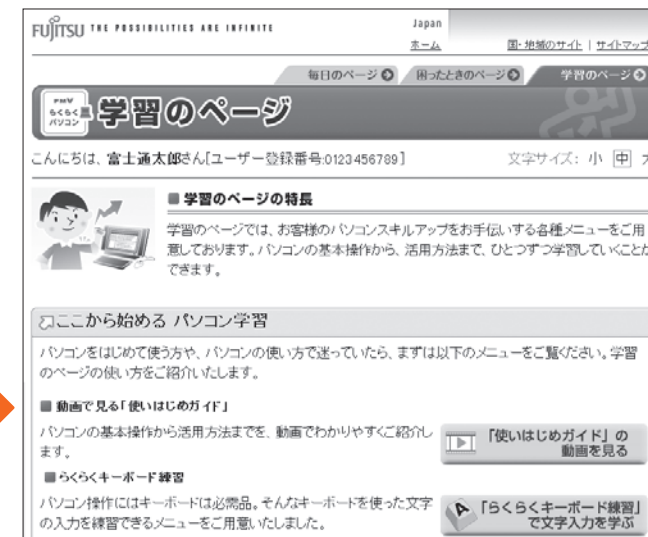 FUJITSU THE POSSIBILITIES ARE INFINITE
Japan
ホーム
国・地域のサイト | サイトマップ
毎日のページ
困ったときのページ
学習のページ
FMV
らくらく
パソコン
学習のページ
こんにちは、富士通太郎さん[ユーザー登録番号:0123456789]
文字サイズ: 小 中 大
■ 学習のページの特長
学習のページでは、お客様のパソコンスキルアップをお手伝いする各種メニューをご用
意しております。パソコンの基本操作から、活用方法まで、ひとつずつ学習していくことが
できます。
ここから始める パソコン学習
パソコンをはじめて使う方や、パソコンの使い方で迷っていたら、まずは以下のメニューをご覧ください。学習
のページの使い方をご紹介いたします。
■ 動画で見る「使いはじめガイド」
パソコンの基本操作から活用方法までを、動画でわかりやすくご紹介し
ます。
「使いはじめガイド」の
動画を見る
■ らくらくキーボード練習
パソコン操作にはキーボードは必需品。そんなキーボードを使った文字
の入力を練習できるメニューをご用意いたしました。
A
「らくらくキーボード練習」
で文字入力を学ぶ